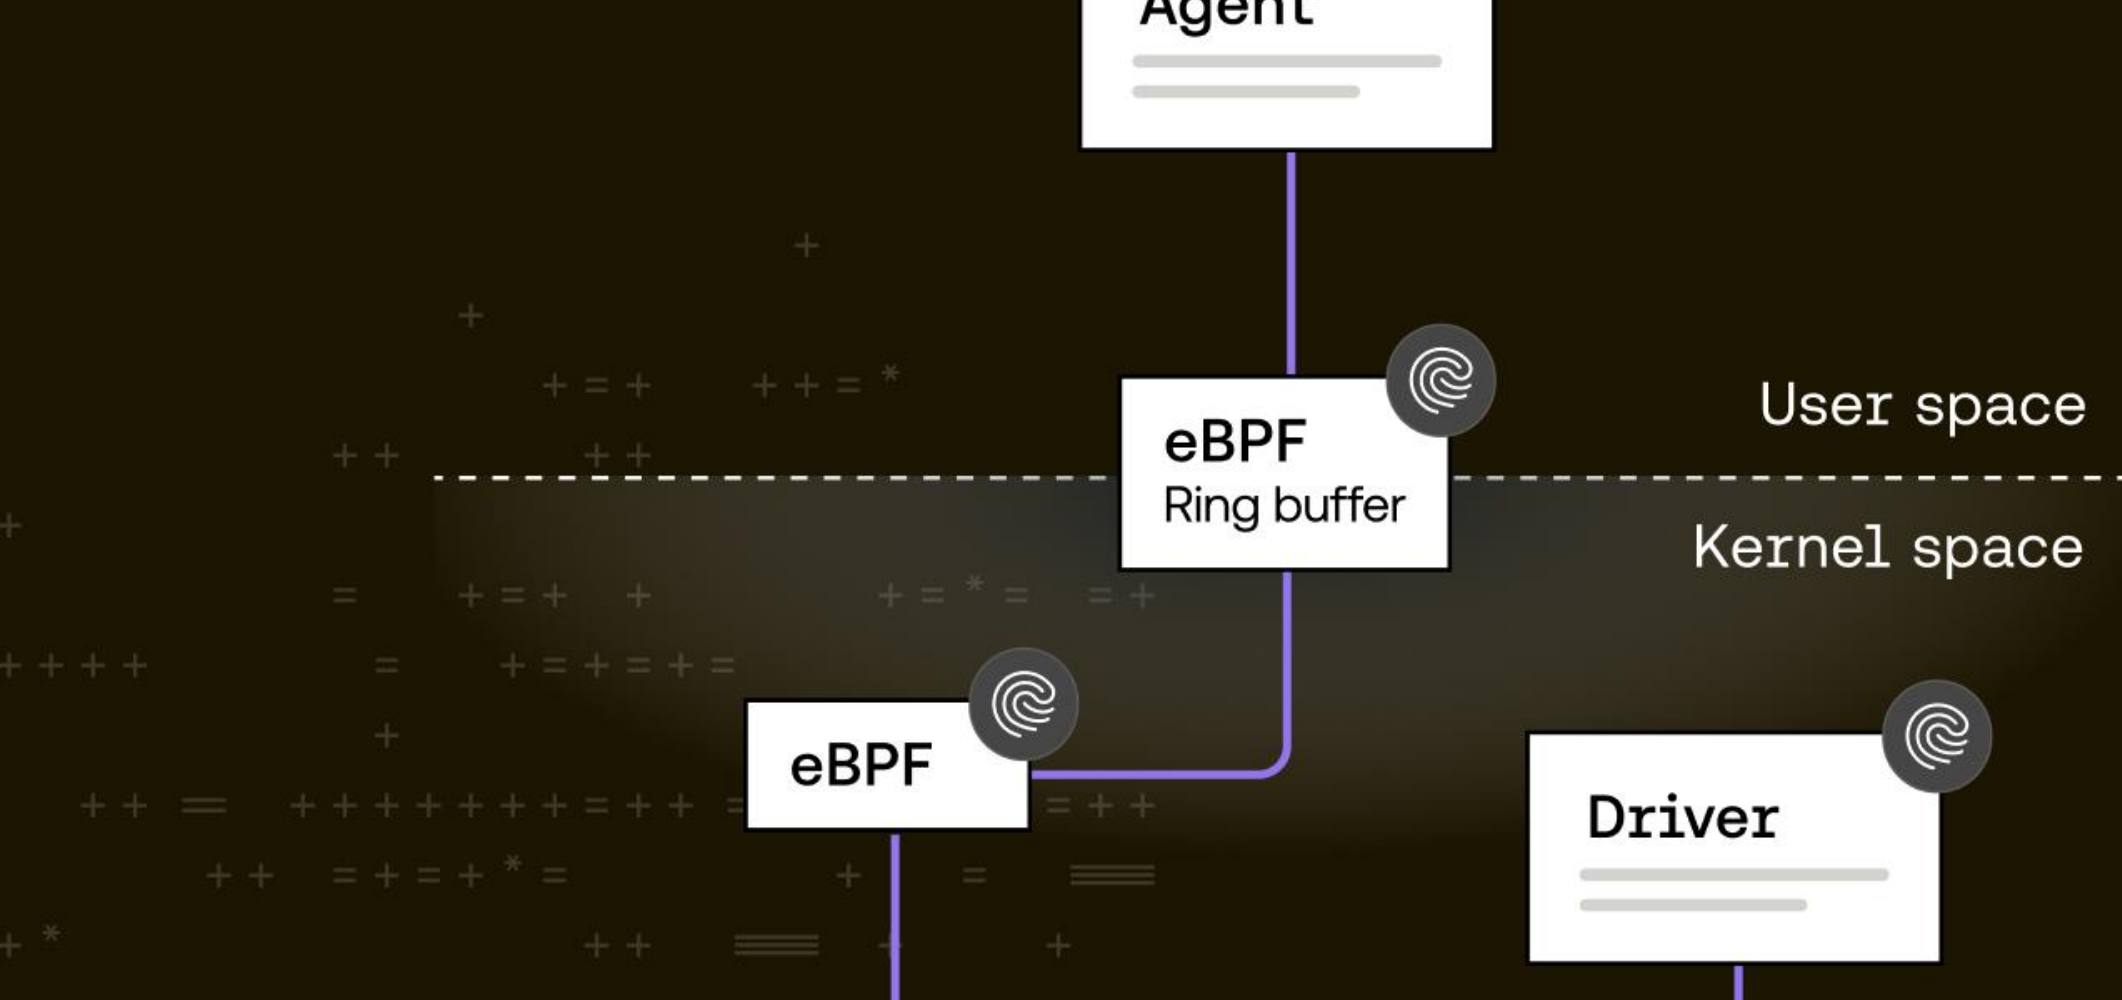 Agent
User space
eBPF
Ring buffer
Kernel space
eBPF
Driver